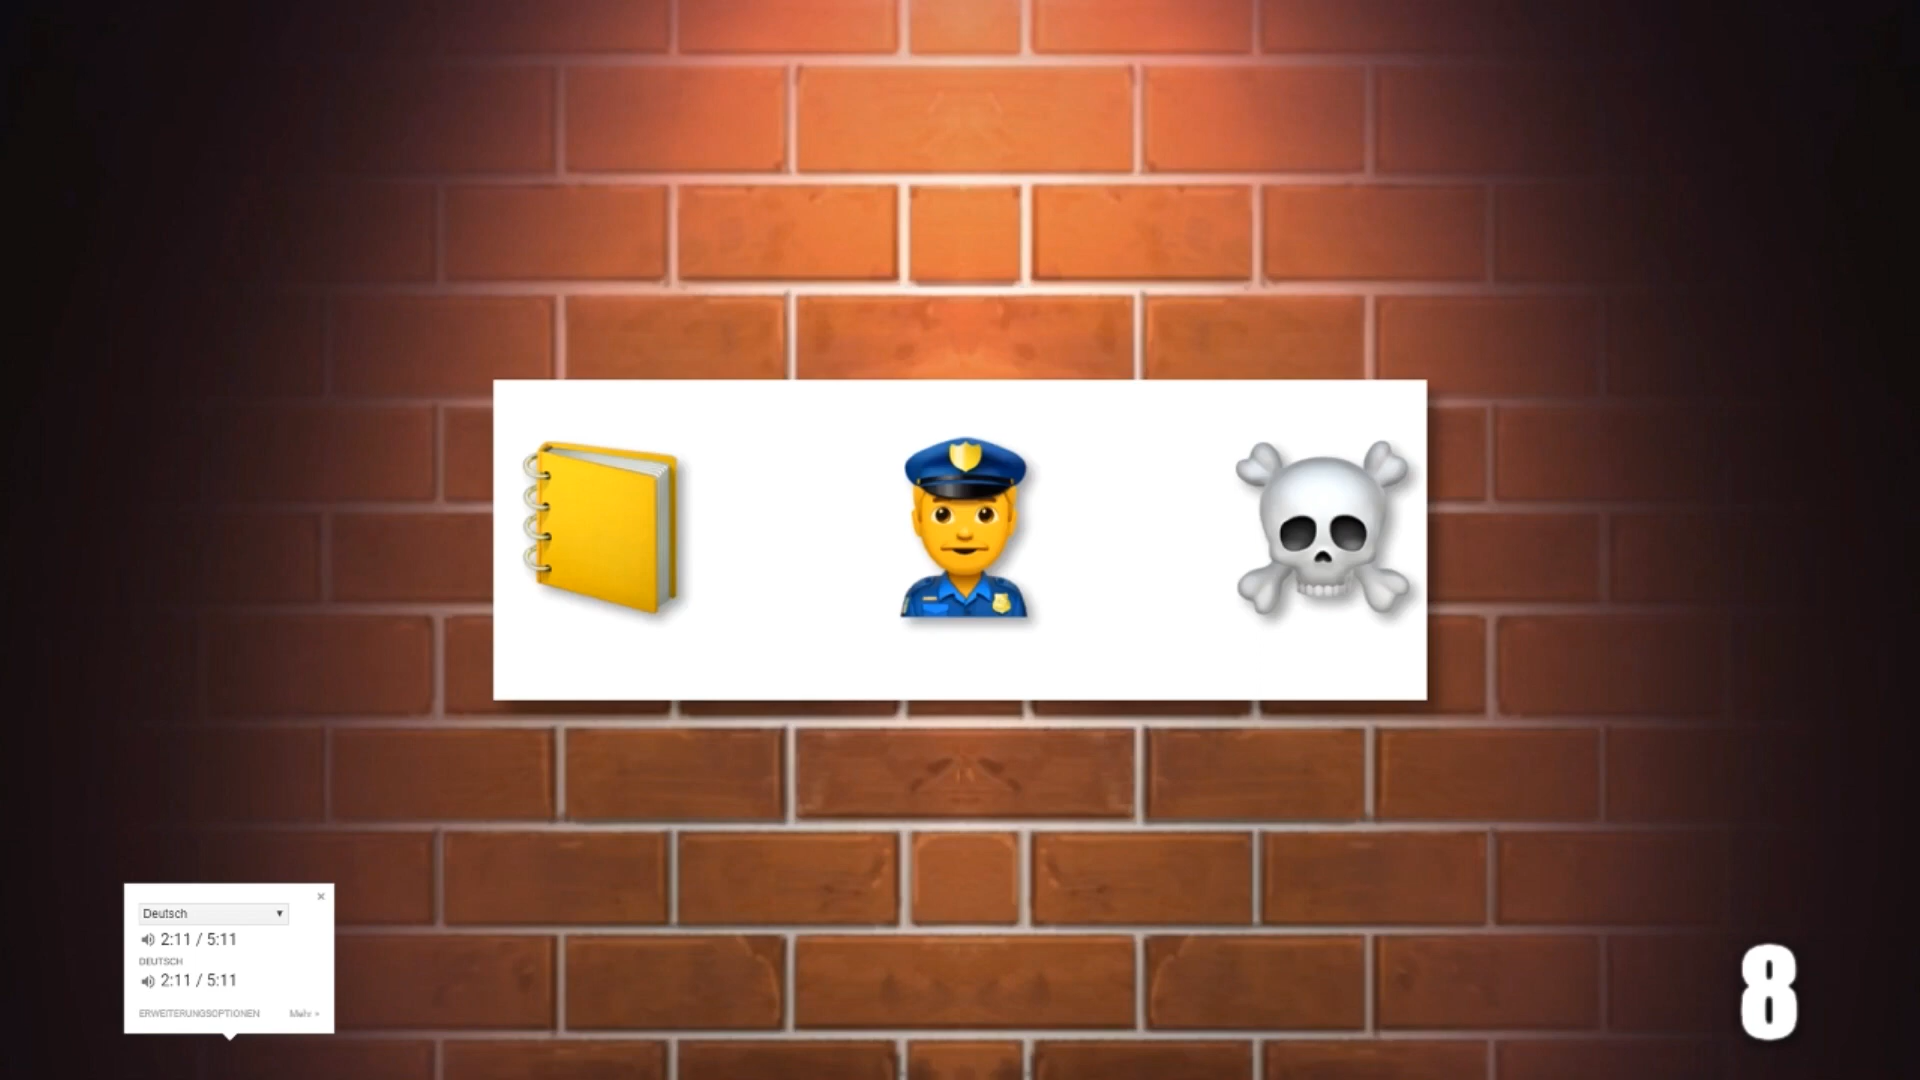 Deutsch
2:11 / 5:11
DEUTSCH
2:11 / 5:11
ERWEITERUNGSOPTIONEN Mehr »
8